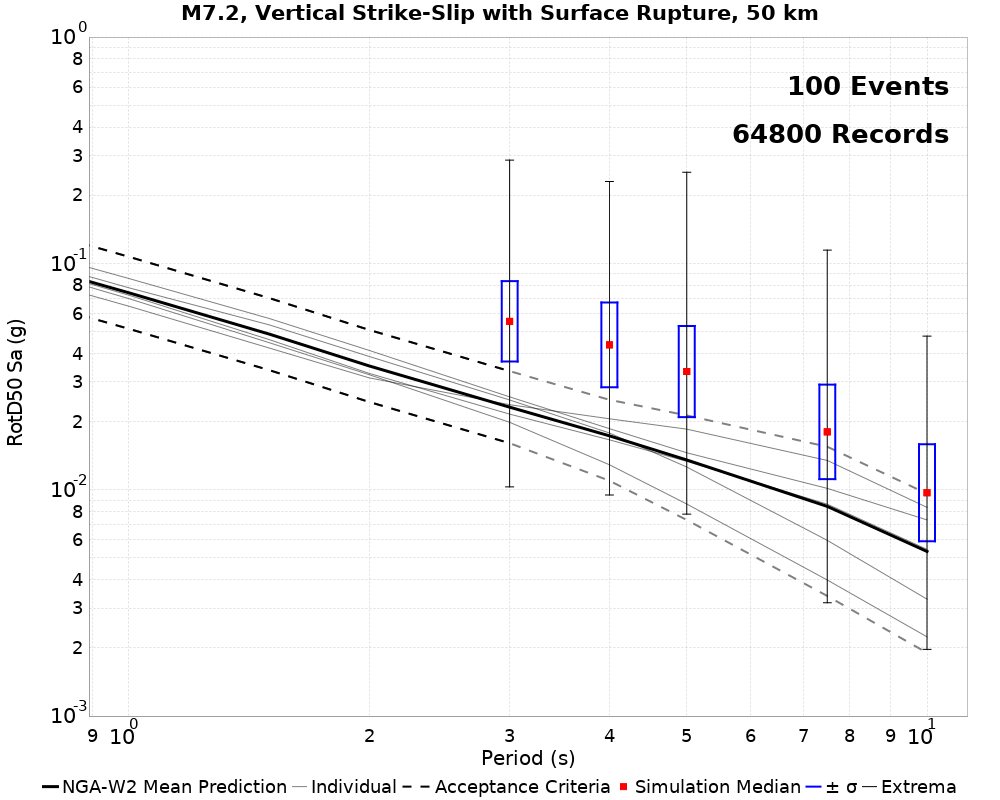 M7.2, Vertical Strike-Slip with Surface Rupture, 50 km
100 Events
64800 Records
RotD50 Sa (g)
10^0
8
6
4
3
2
10^-1
8
6
4
3
2
10^-2
8
6
4
3
2
10^-3
9 10^0 2 3 4 5 6 7 8 9 10^1
Period (s)
NGA-W2 Mean Prediction Individual Acceptance Criteria Simulation Median ± σ Extrema